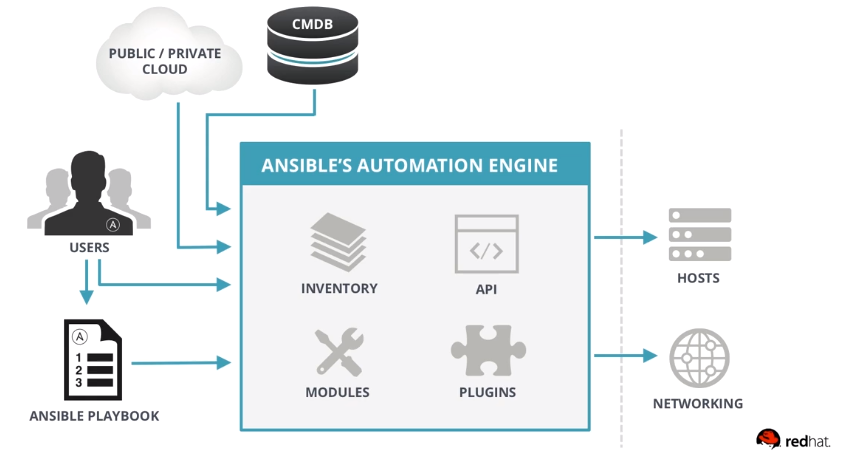 CMDB
PUBLIC / PRIVATE
CLOUD
ANSIBLE'S AUTOMATION ENGINE
A
USERS
INVENTORY
</>
API
HOSTS
A
1
2
3
MODULES
PLUGINS
ANSIBLE PLAYBOOK
NETWORKING
redhat.